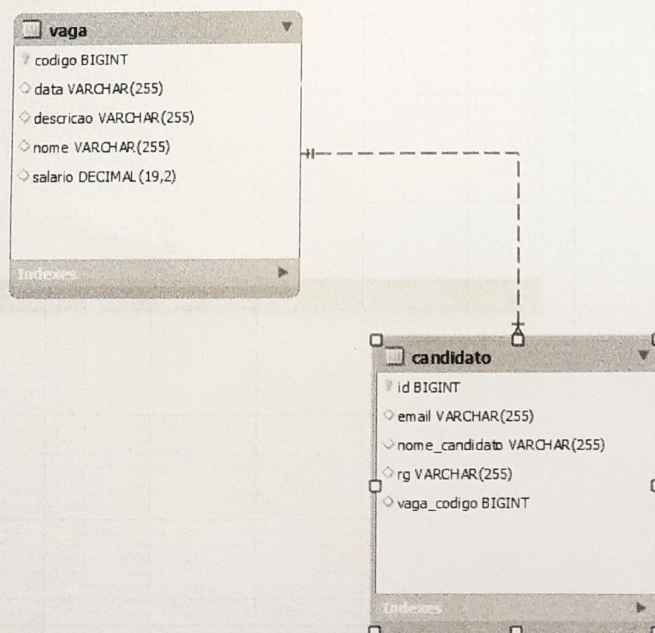 vaga
codigo BIGINT
data VARCHAR(255)
descricao VARCHAR(255)
nome VARCHAR(255)
salario DECIMAL(19,2)
Indexes
candidato
id BIGINT
email VARCHAR(255)
nome_candidato VARCHAR(255)
rg VARCHAR(255)
vaga_codigo BIGINT
Indexes